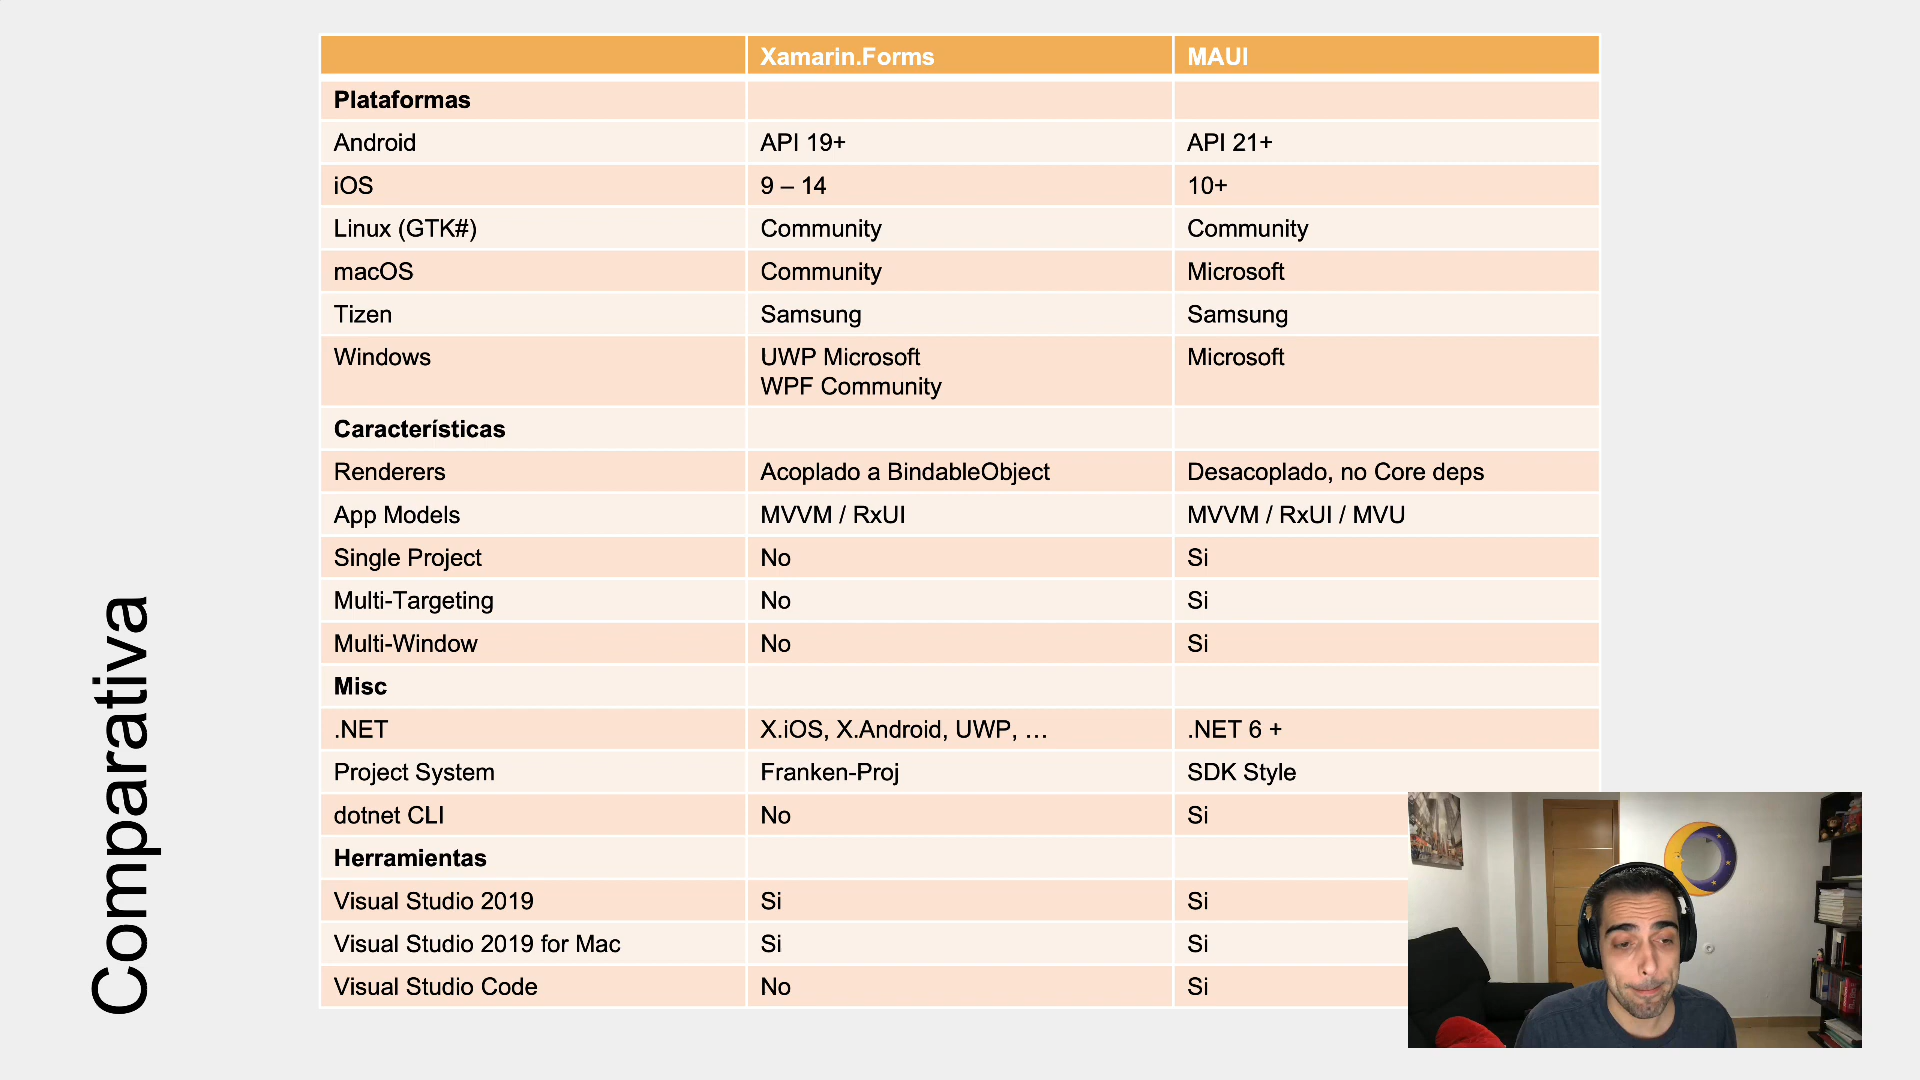 Comparativa
Xamarin.Forms MAUI
Plataformas
Android API 19+ API 21+
iOS 9 – 14 10+
Linux (GTK#) Community Community
macOS Community Microsoft
Tizen Samsung Samsung
Windows UWP Microsoft Microsoft
WPF Community
Características
Renderers Acoplado a BindableObject Desacoplado, no Core deps
App Models MVVM / RxUI MVVM / RxUI / MVU
Single Project No Si
Multi-Targeting No Si
Multi-Window No Si
Misc
.NET X.iOS, X.Android, UWP, … .NET 6 +
Project System Franken-Proj SDK Style
dotnet CLI No Si
Herramientas
Visual Studio 2019 Si Si
Visual Studio 2019 for Mac Si Si
Visual Studio Code No Si